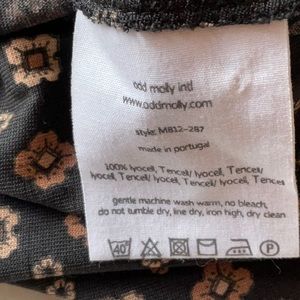 odd molly intl
www.oddmolly.com
style: MB12-287
made in portugal
100% lyocell, Tencel/
lyocell, Tencel/ lyocell, Tencel/
lyocell, Tencel/ lyocell, Tencel
gentle machine wash warm, no bleach,
do not tumble dry, line dry, iron high, dry clean
40
P